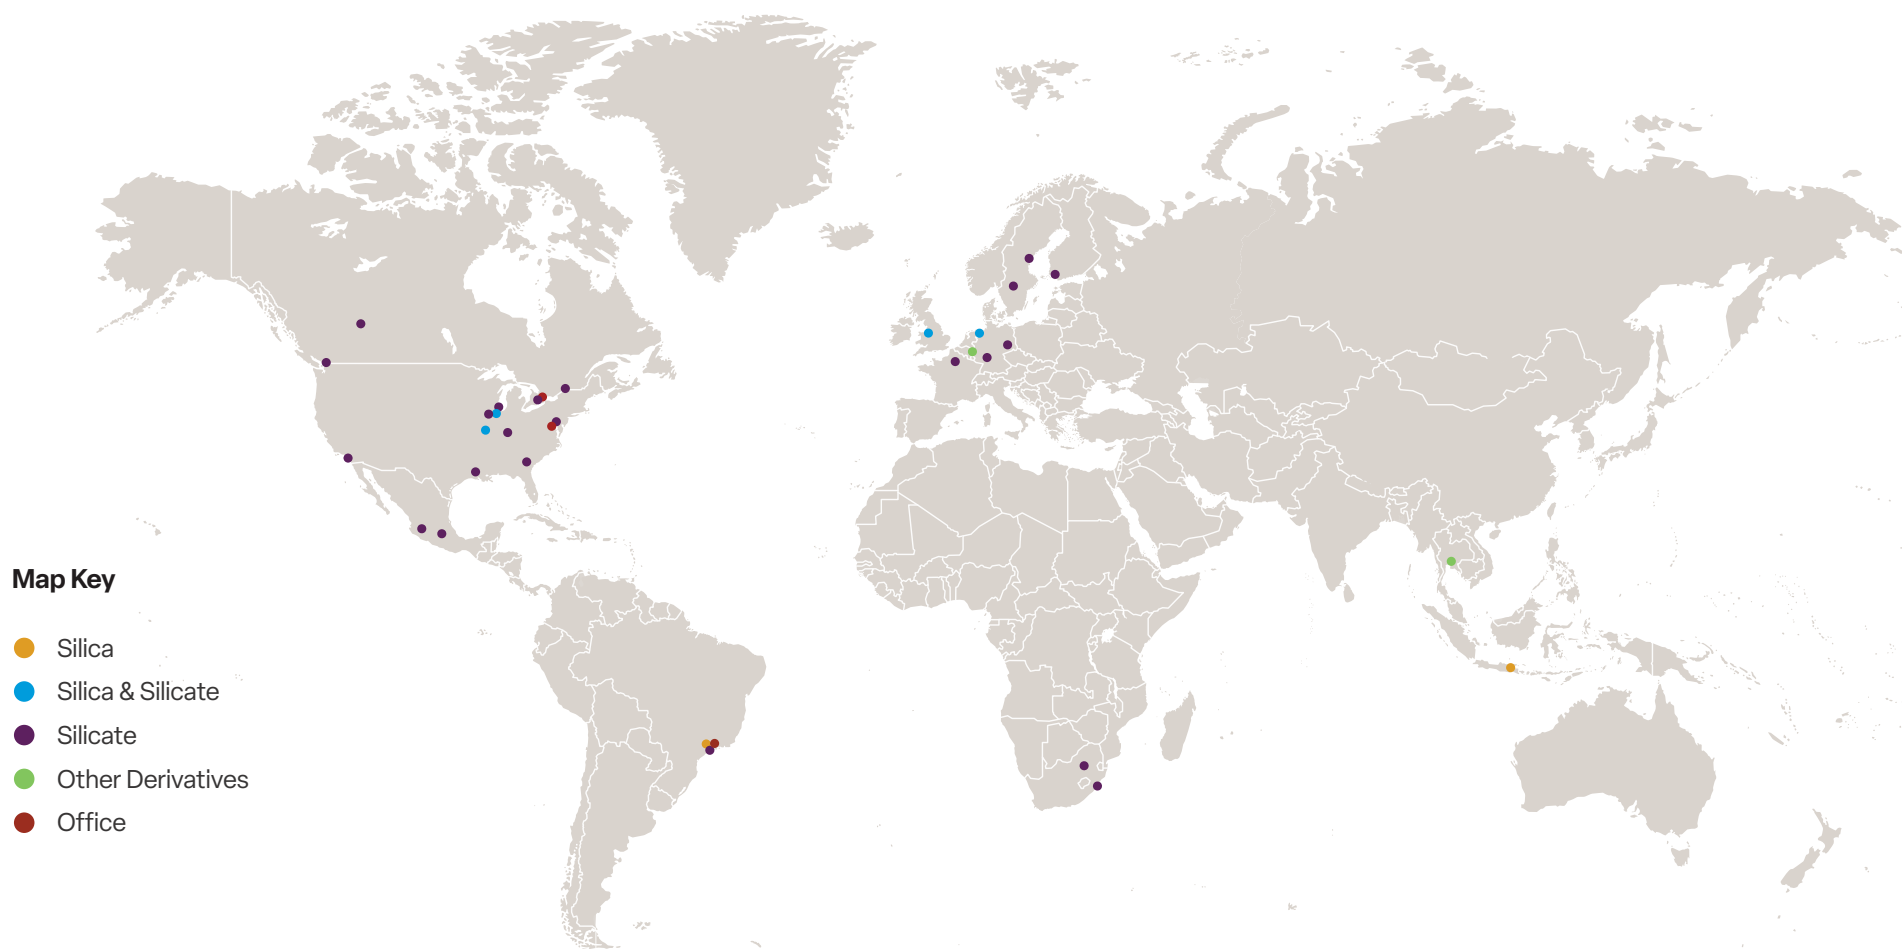 Map Key
Silica
Silica & Silicate
Silicate
Other Derivatives
Office